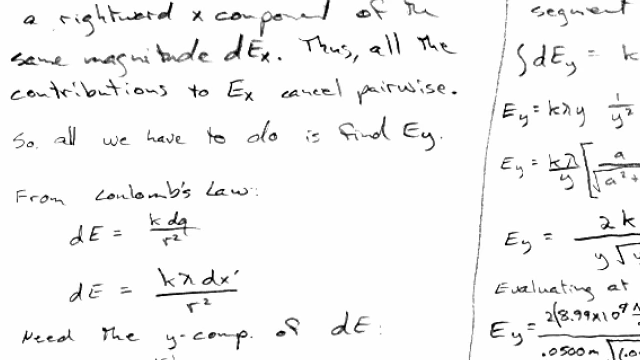 a rightward x component of the
same magnitude dEx. Thus, all the
contributions to Ex cancel pairwise.
So, all we have to do is find Ey.
From Coulomb's Law:
dE = k dq / r²
dE = kλ dx' / r²
Need the y-comp. of dE:
segment
∫dEy = k
Ey = kλy 1/y²
Ey = kλ/y [ a / √a²+
Ey = 2k / y√y
Evaluating at
Ey = 2(8.99×10⁹ / .0500m √(.0